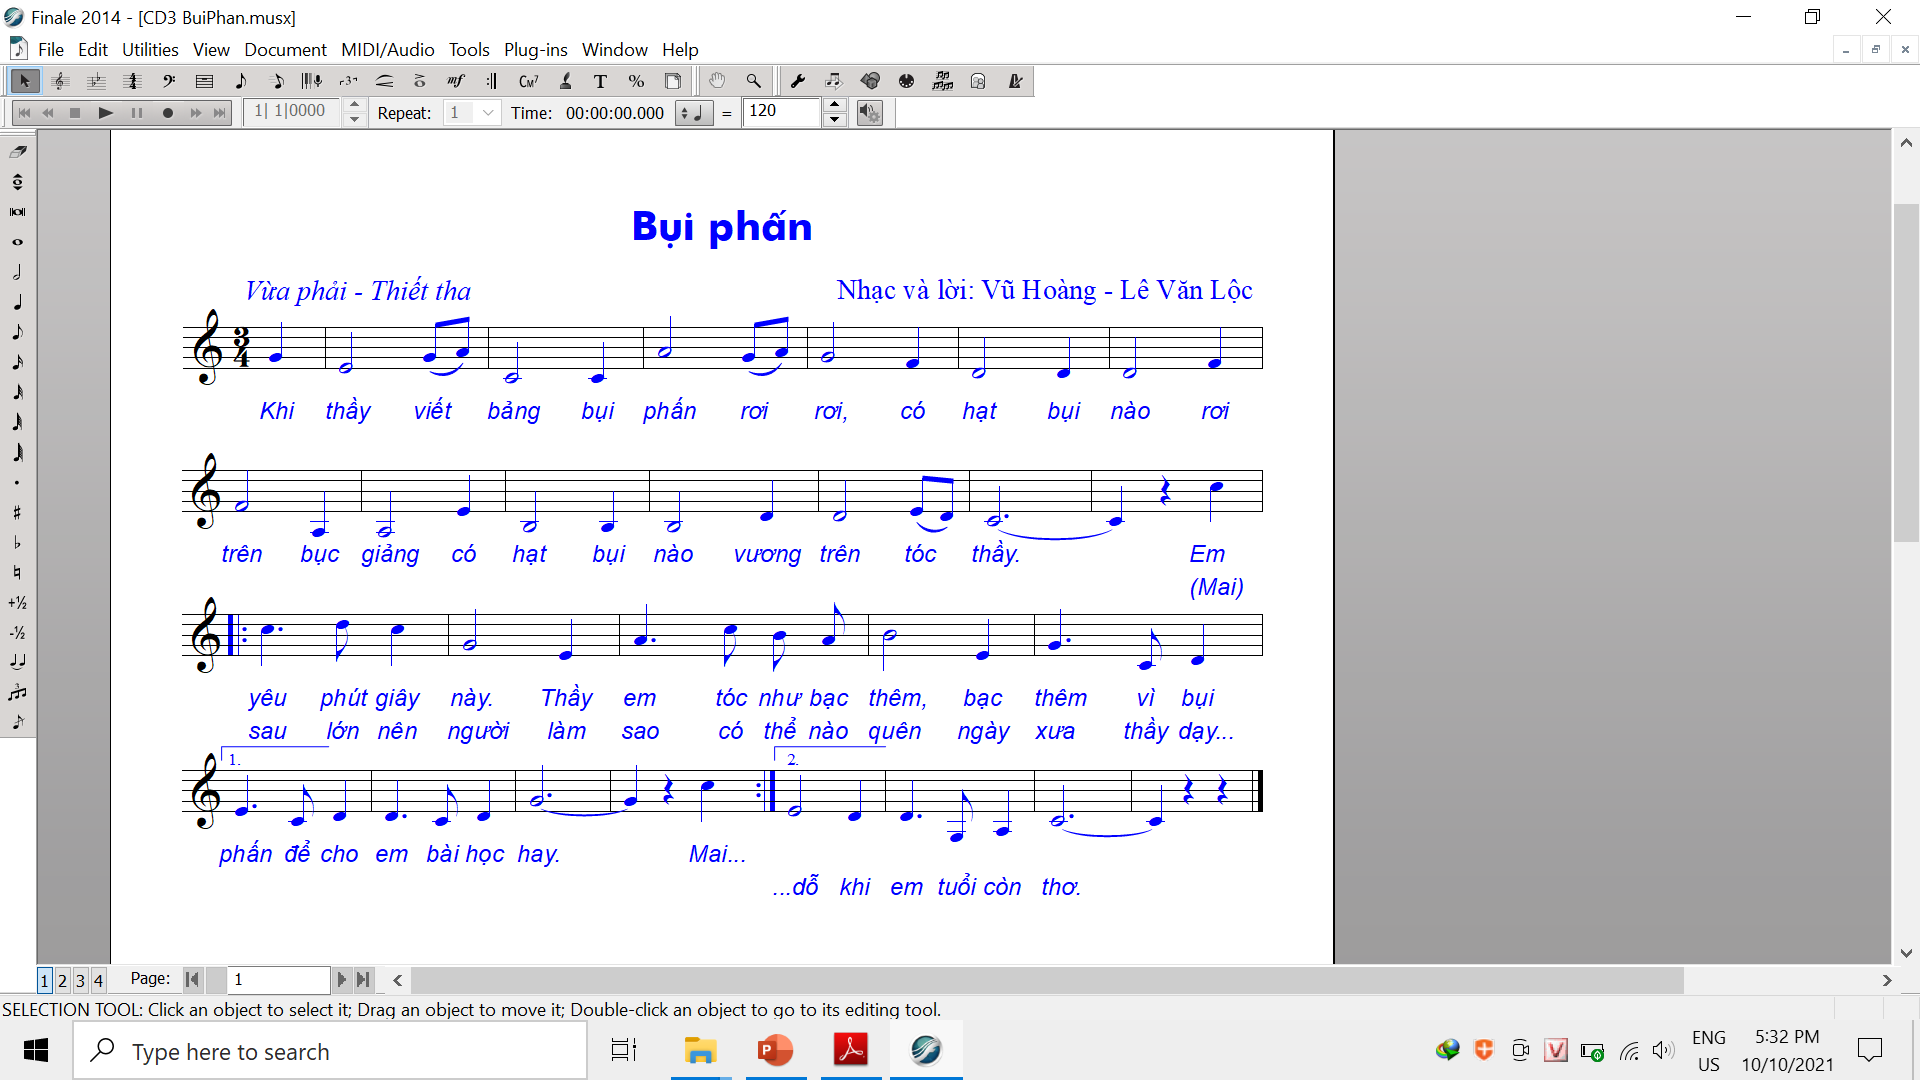 Finale 2014 - [CD3 BuiPhan.musx]
File Edit Utilities View Document MIDI/Audio Tools Plug-ins Window Help
1| 1|0000 Repeat: 1 Time: 00:00:00.000 = 120
Bụi phấn
Vừa phải - Thiết tha
Nhạc và lời: Vũ Hoàng - Lê Văn Lộc
Khi thầy viết bảng bụi phấn rơi rơi, có hạt bụi nào rơi
trên bục giảng có hạt bụi nào vương trên tóc thầy. Em
(Mai)
yêu phút giây này. Thầy em tóc như bạc thêm, bạc thêm vì bụi
sau lớn nên người làm sao có thể nào quên ngày xưa thầy dạy...
1. 2.
phấn để cho em bài học hay. Mai...
...dỗ khi em tuổi còn thơ.
1 2 3 4 Page: 1
SELECTION TOOL: Click an object to select it; Drag an object to move it; Double-click an object to go to its editing tool.
Type here to search
ENG
US
5:32 PM
10/10/2021